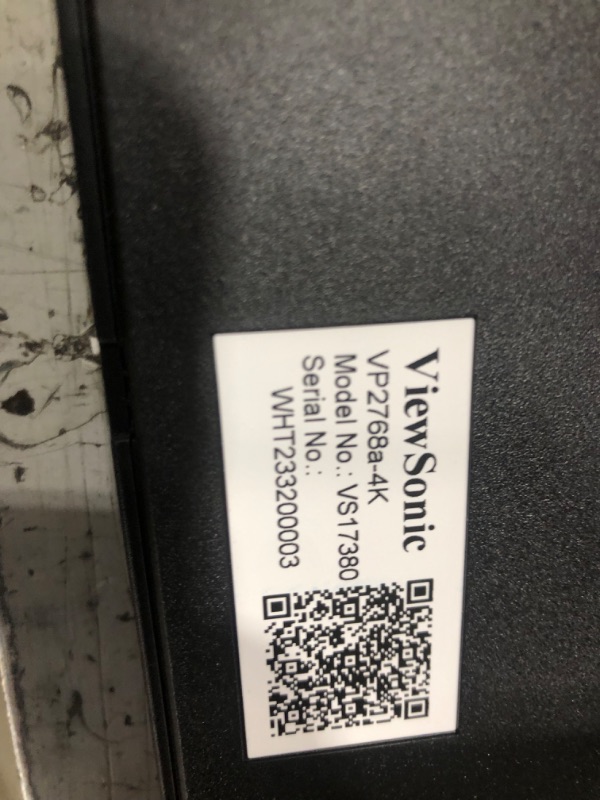 ViewSonic
VP2768a-4K
Model No.: VS17380
Serial No.:
WHT233200003